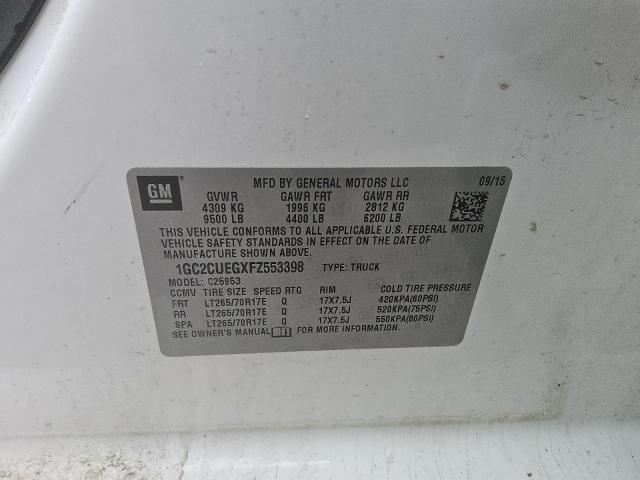 GM
MFD BY GENERAL MOTORS LLC 09/15
GVWR GAWR FRT GAWR RR
4309 KG 1996 KG 2812 KG
9500 LB 4400 LB 6200 LB
THIS VEHICLE CONFORMS TO ALL APPLICABLE U.S. FEDERAL MOTOR
VEHICLE SAFETY STANDARDS IN EFFECT ON THE DATE OF
MANUFACTURE SHOWN ABOVE.
1GC2CUEGXFZ553398 TYPE: TRUCK
MODEL: C25953
CCMV TIRE SIZE SPEED RTG RIM COLD TIRE PRESSURE
FRT LT265/70R17E Q 17X7.5J 420KPA(60PSI)
RR LT265/70R17E Q 17X7.5J 520KPA(75PSI)
SPA LT265/70R17E Q 17X7.5J 550KPA(80PSI)
SEE OWNER'S MANUAL FOR MORE INFORMATION.